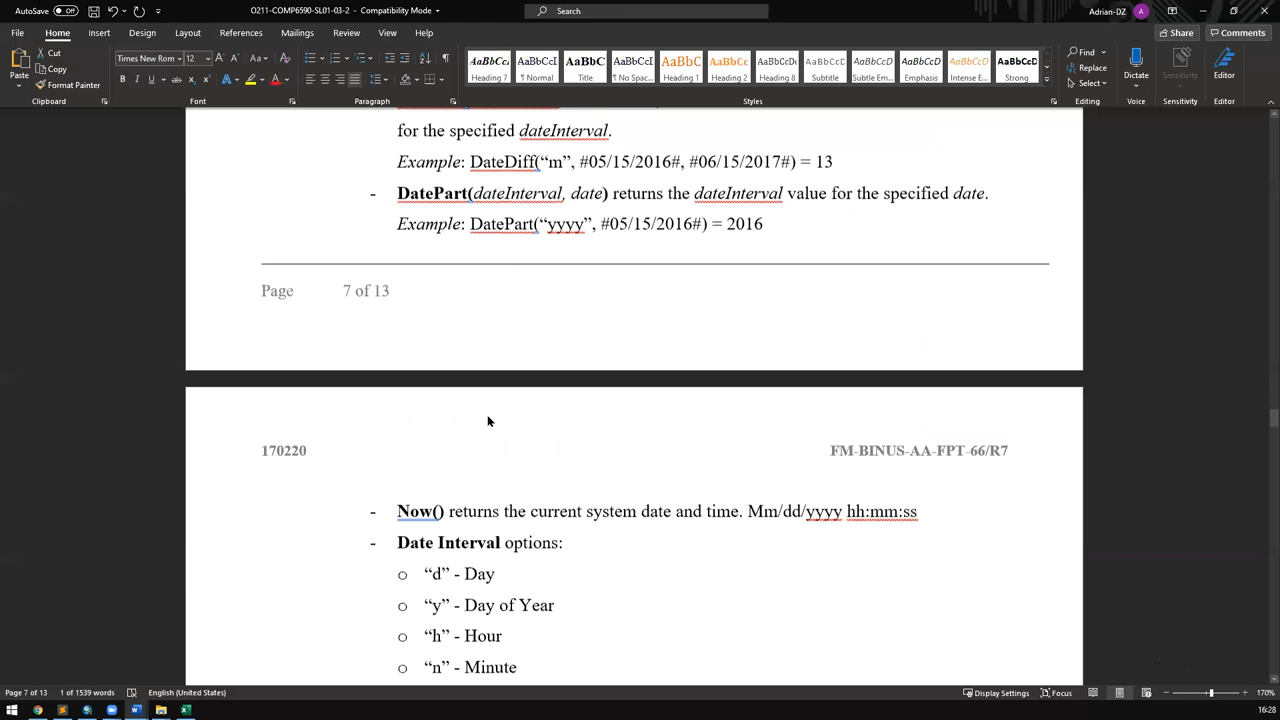 AutoSave Off O211-COMP6590-SL01-03-2 - Compatibility Mode Search Adrian-DZ A
File Home Insert Design Layout References Mailings Review View Help Share Comments
Paste Cut Copy Format Painter
Times New Rom 12
AaBbCc AaBbCcI AaBbC AaBbCcI AaBbC AaBbCc AaBbCcDc AaBbCcD AaBbCcD AaBbCcD AaBbCcD AaBbCcD
Heading 7 ¶ Normal Title ¶ No Spac... Heading 1 Heading 2 Heading 8 Subtitle Subtle Em... Emphasis Intense E... Strong
Find Replace Select Dictate Sensitivity Editor
Clipboard Font Paragraph Styles Editing Voice Sensitivity Editor
for the specified dateInterval.
Example: DateDiff(“m”, #05/15/2016#, #06/15/2017#) = 13
- DatePart(dateInterval, date) returns the dateInterval value for the specified date.
Example: DatePart(“yyyy”, #05/15/2016#) = 2016
Page 7 of 13
170220 FM-BINUS-AA-FPT-66/R7
- Now() returns the current system date and time. Mm/dd/yyyy hh:mm:ss
- Date Interval options:
o “d” - Day
o “y” - Day of Year
o “h” - Hour
o “n” - Minute
Page 7 of 13 1 of 1539 words English (United States) Display Settings Focus 170%
16:28